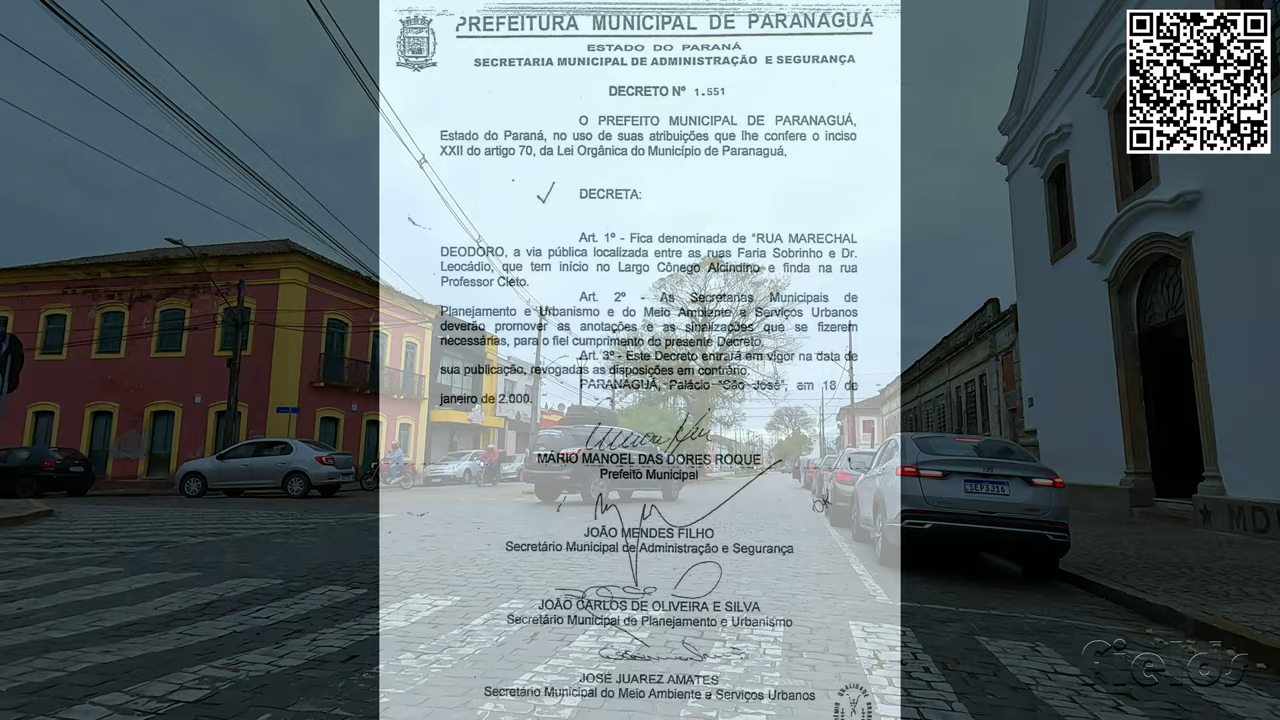 PREFEITURA MUNICIPAL DE PARANAGUÁ
ESTADO DO PARANÁ
SECRETARIA MUNICIPAL DE ADMINISTRAÇÃO E SEGURANÇA
DECRETO Nº 1.551
O PREFEITO MUNICIPAL DE PARANAGUÁ,
Estado do Paraná, no uso de suas atribuições que lhe confere o inciso
XXII do artigo 70, da Lei Orgânica do Município de Paranaguá,
DECRETA:
Art. 1º - Fica denominada de "RUA MARECHAL
DEODORO, a via pública localizada entre as rua Faria Sobrinho e Dr.
Leocádio, que tem início no Largo Cônego Alcindino e finda na rua
Professor Cleto.
Art. 2º - As Secretarias Municipais de
Planejamento e Urbanismo e do Meio Ambiente e Serviços Urbanos
deverão promover as anotações e as sinalizações que se fizerem
necessárias, para o fiel cumprimento do presente Decreto.
Art. 3º - Este Decreto entrará em vigor na data de
sua publicação, revogadas as disposições em contrário.
PARANAGUÁ, Palácio "São José", em 18 de
janeiro de 2.000.
MÁRIO MANOEL DAS DORES ROQUE
Prefeito Municipal
JOÃO MENDES FILHO
Secretário Municipal de Administração e Segurança
JOÃO CARLOS DE OLIVEIRA E SILVA
Secretário Municipal de Planejamento e Urbanismo
JOSÉ JUAREZ AMATES
Secretário Municipal do Meio Ambiente e Serviços Urbanos
SEP3J16
MD